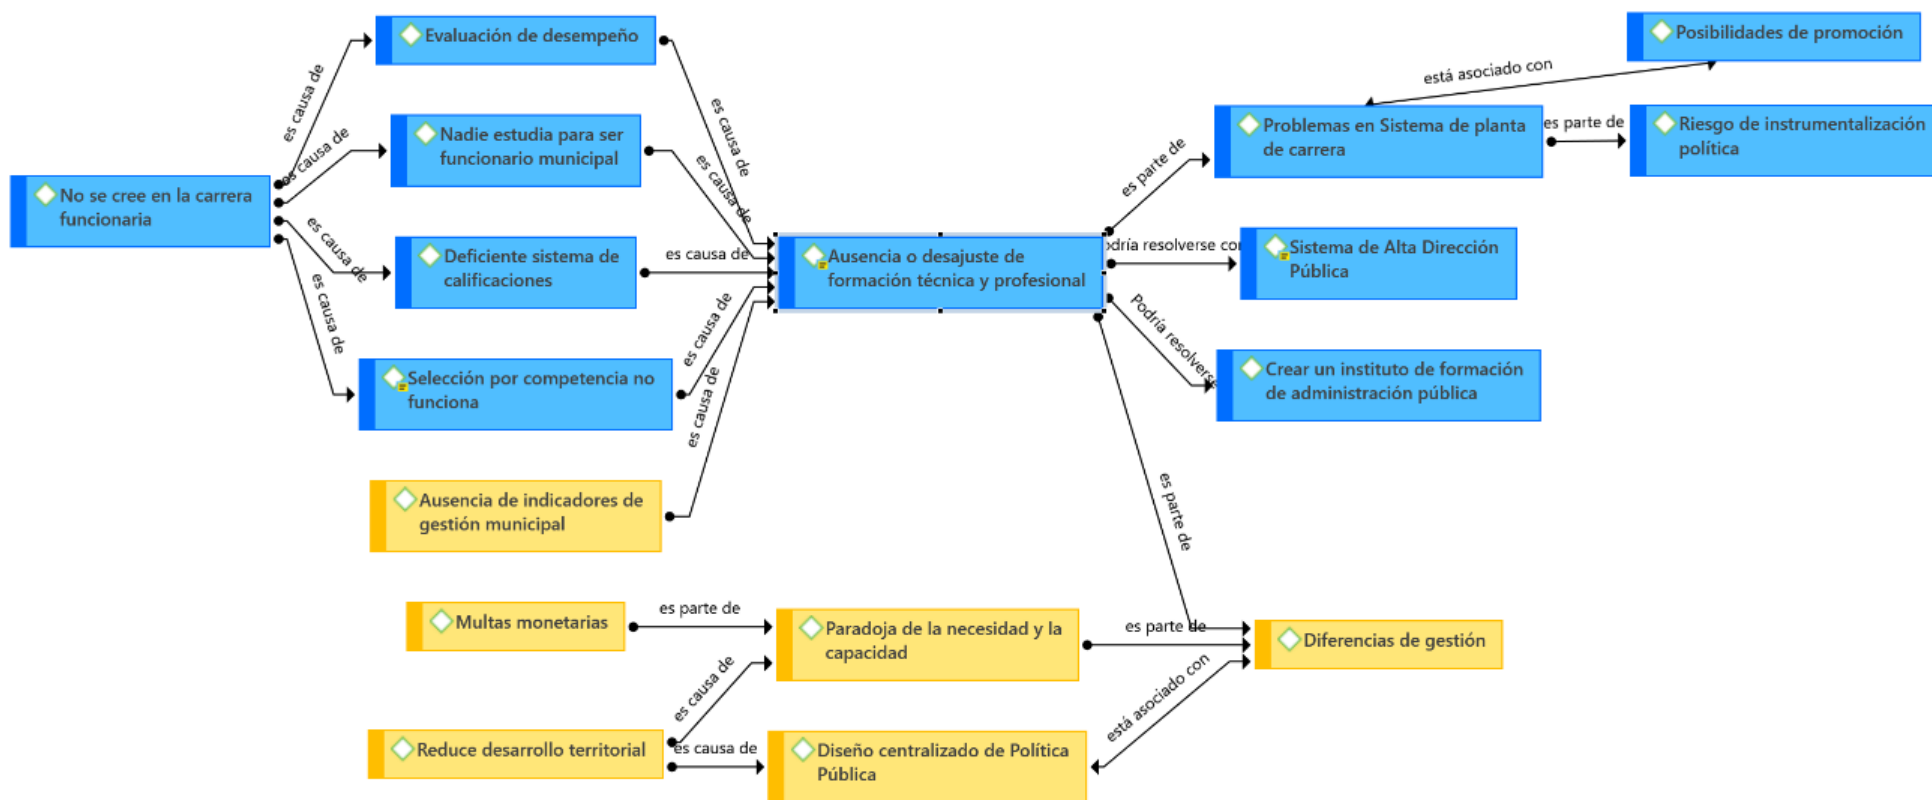 Evaluación de desempeño
Posibilidades de promoción
es causa de
está asociado con
Nadie estudia para ser
funcionario municipal
es causa de
es causa de
es causa de
Problemas en Sistema de planta
de carrera
es parte de
Riesgo de instrumentalización
política
es parte de
No se cree en la carrera
funcionaria
es causa de
Deficiente sistema de
calificaciones
es causa de
Ausencia o desajuste de
formación técnica y profesional
resolverse
Sistema de Alta Dirección
Pública
es causa de
Selección por competencia no
funciona
es causa de
es causa de
Podría resolverse
Crear un instituto de formación
de administración pública
Ausencia de indicadores de
gestión municipal
es parte de
Multas monetarias
es parte de
Paradoja de la necesidad y la
capacidad
es parte de
Diferencias de gestión
es causa de
está asociado con
Reduce desarrollo territorial
es causa de
Diseño centralizado de Política
Pública